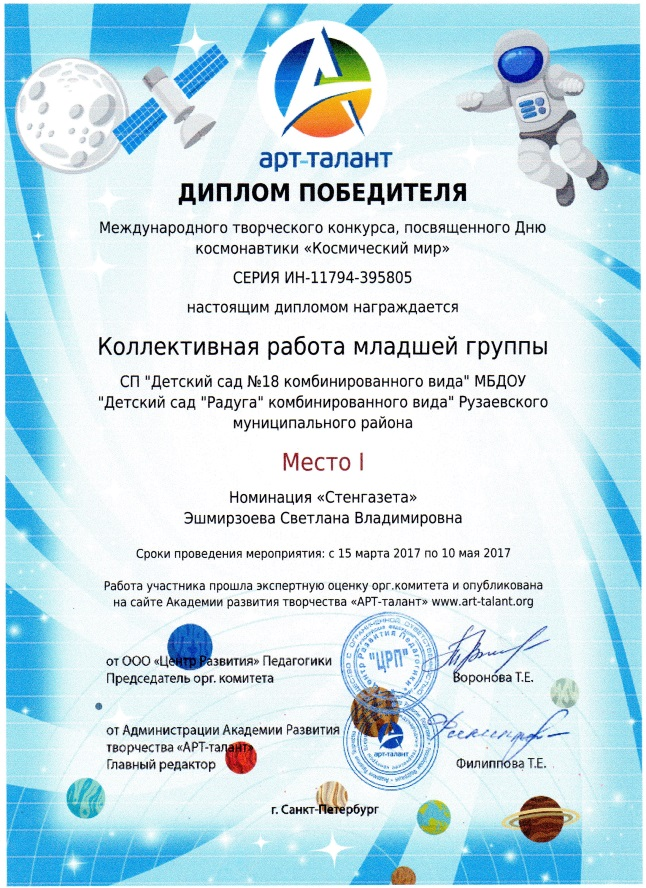 АРТ-ТАЛАНТ
ДИПЛОМ ПОБЕДИТЕЛЯ
Международного творческого конкурса, посвященного Дню
космонавтики «Космический мир»
СЕРИЯ ИН-11794-395805
настоящим дипломом награждается
Коллективная работа младшей группы
СП "Детский сад №18 комбинированного вида" МБДОУ
"Детский сад "Радуга" комбинированного вида" Рузаевского
муниципального района
Место I
Номинация «Стенгазета»
Эшмирзоева Светлана Владимировна
Сроки проведения мероприятия: с 15 марта 2017 по 10 мая 2017
Работа участника прошла экспертную оценку орг.комитета и опубликована
на сайте Академии развития творчества «АРТ-талант» www.art-talant.org
от ООО «Центр Развития» Педагогики
Председатель орг. комитета
"ЦРП"
Воронова Т.Е.
от Администрации Академии Развития
творчества «АРТ-талант»
Главный редактор
арт-талант
Филиппова Т.Е.
г. Санкт-Петербург